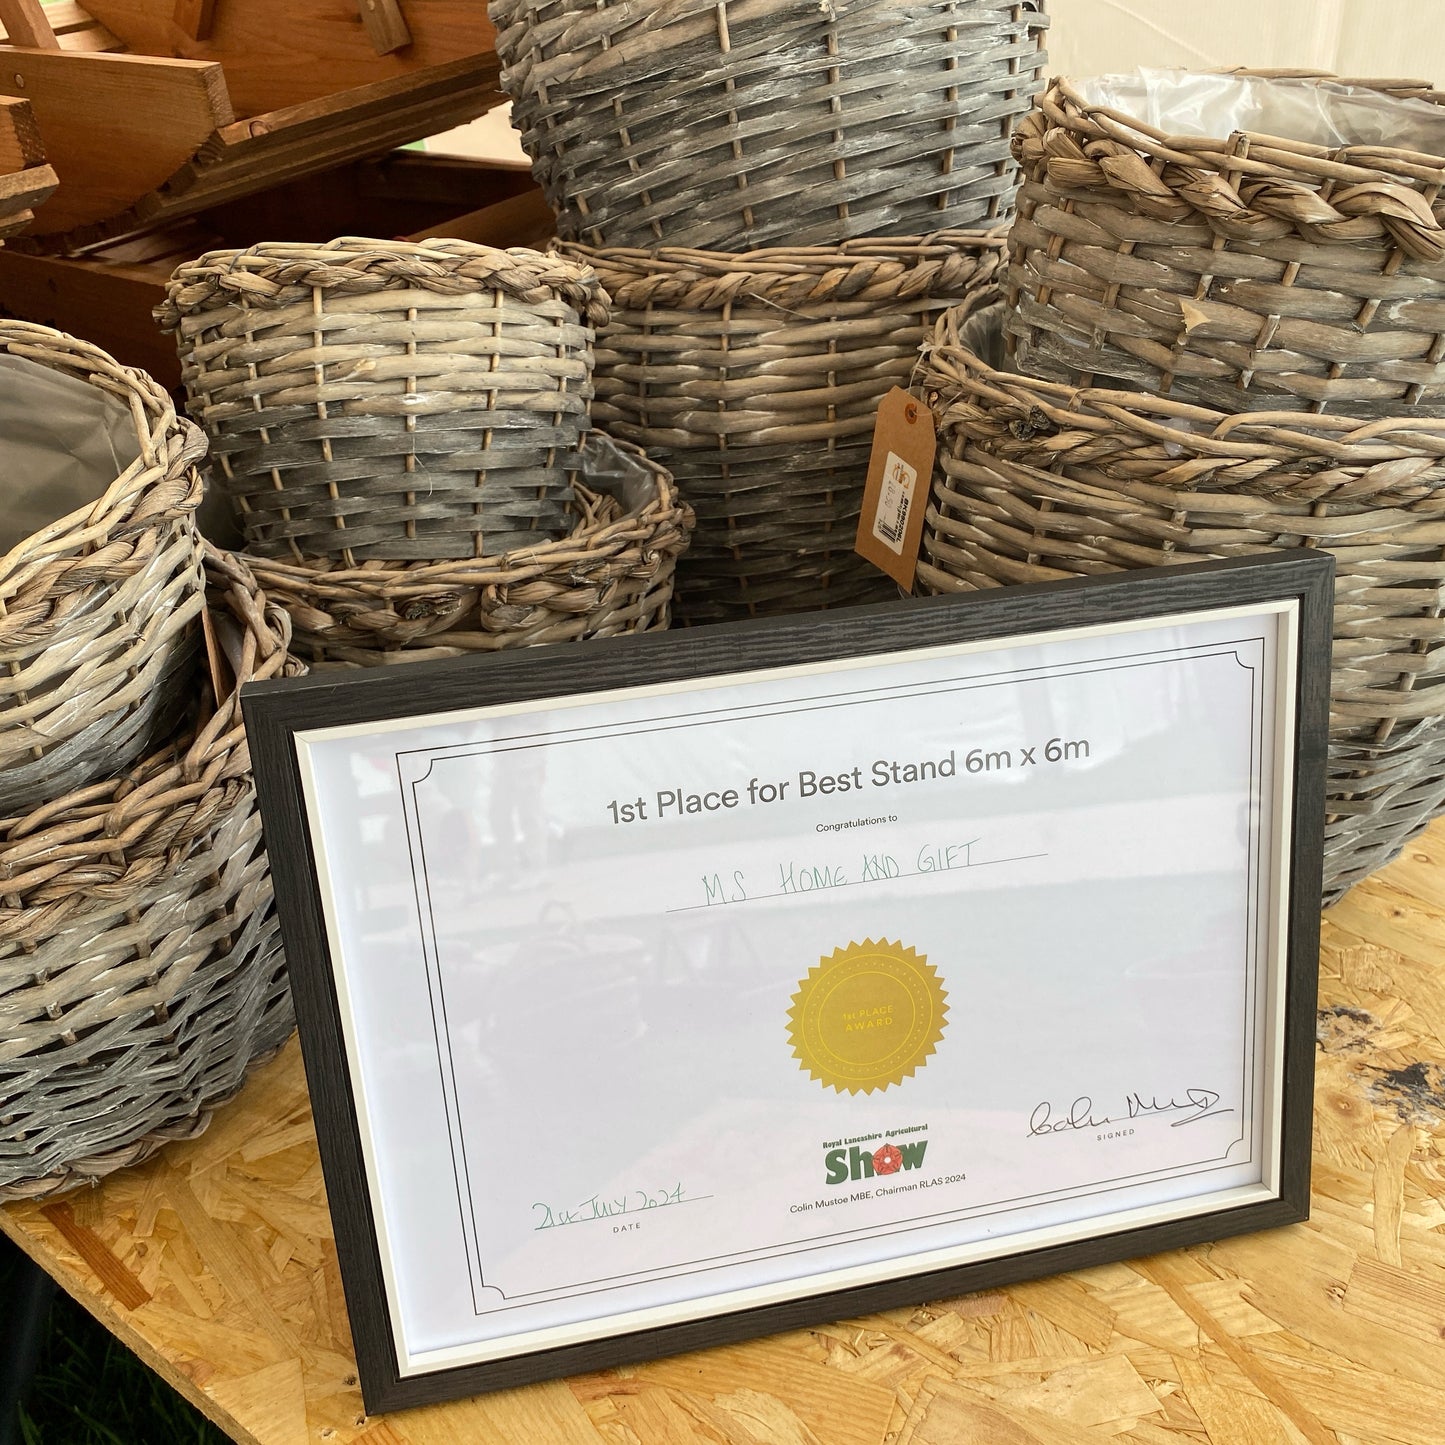 1st Place for Best Stand 6m x 6m
Congratulations to
MS HOME AND GIFT
1st PLACE
AWARD
Royal Lancashire Agricultural
Show
Colin Mustoe MBE, Chairman RLAS 2024
21st July 2024
DATE
SIGNED